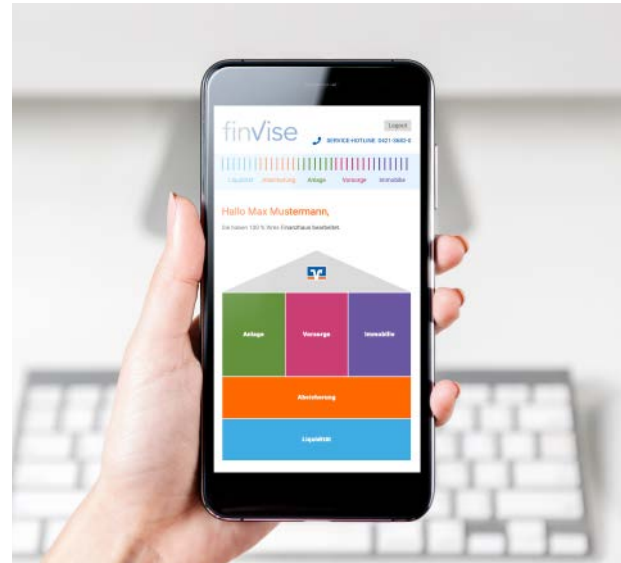 finVise
Logout
SERVICE-HOTLINE 0421-3682-0
Liquidität Absicherung Anlage Vorsorge Immobilie
Hallo Max Mustermann,
Sie haben 100 % Ihres Finanzhaus bearbeitet.
Anlage Vorsorge Immobilie
Absicherung
Liquidität